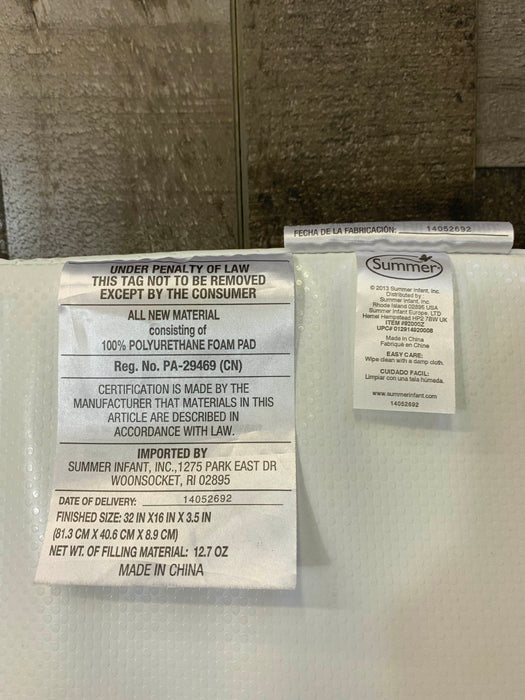 UNDER PENALTY OF LAW
THIS TAG NOT TO BE REMOVED
EXCEPT BY THE CONSUMER
ALL NEW MATERIAL
consisting of
100% POLYURETHANE FOAM PAD
Reg. No. PA-29469 (CN)
CERTIFICATION IS MADE BY THE
MANUFACTURER THAT MATERIALS IN THIS
ARTICLE ARE DESCRIBED IN
ACCORDANCE WITH LAW.
IMPORTED BY
SUMMER INFANT, INC.,1275 PARK EAST DR
WOONSOCKET, RI 02895
DATE OF DELIVERY: 14052692
FINISHED SIZE: 32 IN X16 IN X 3.5 IN
(81.3 CM X 40.6 CM X 8.9 CM)
NET WT. OF FILLING MATERIAL: 12.7 OZ
MADE IN CHINA
FECHA DE LA FABRICACIÓN: 14052692
Summer
© 2013 Summer Infant, Inc.
Distributed by
Summer Infant, Inc.
Rhode Island 02895 USA
Summer Infant Europe, LTD
Hemel Hempstead HP2 7BW UK
ITEM #92000Z
UPC# 012914920008
Made in China
Fabriqué en China
EASY CARE:
Wipe clean with a damp cloth.
CUIDADO FACIL:
Limpiar con una tala húmeda.
www.summerinfant.com
14052692